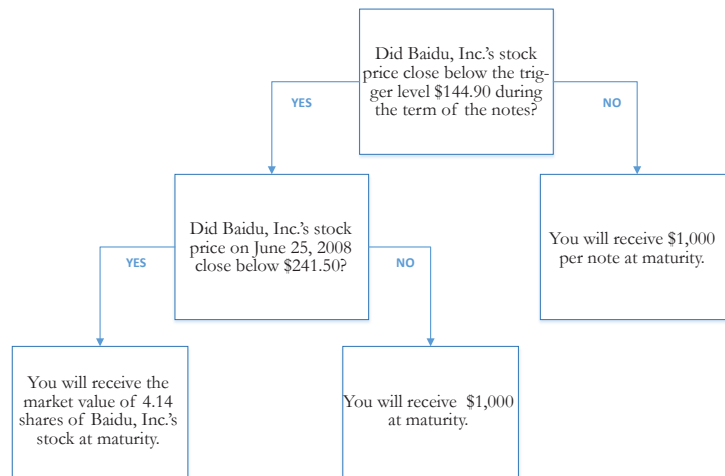 Did Baidu, Inc.'s stock
price close below the trig-
ger level $144.90 during
the term of the notes?
YES
NO
Did Baidu, Inc.'s stock
price on June 25, 2008
close below $241.50?
You will receive $1,000
per note at maturity.
YES
NO
You will receive the
market value of 4.14
shares of Baidu, Inc.'s
stock at maturity.
You will receive $1,000
at maturity.